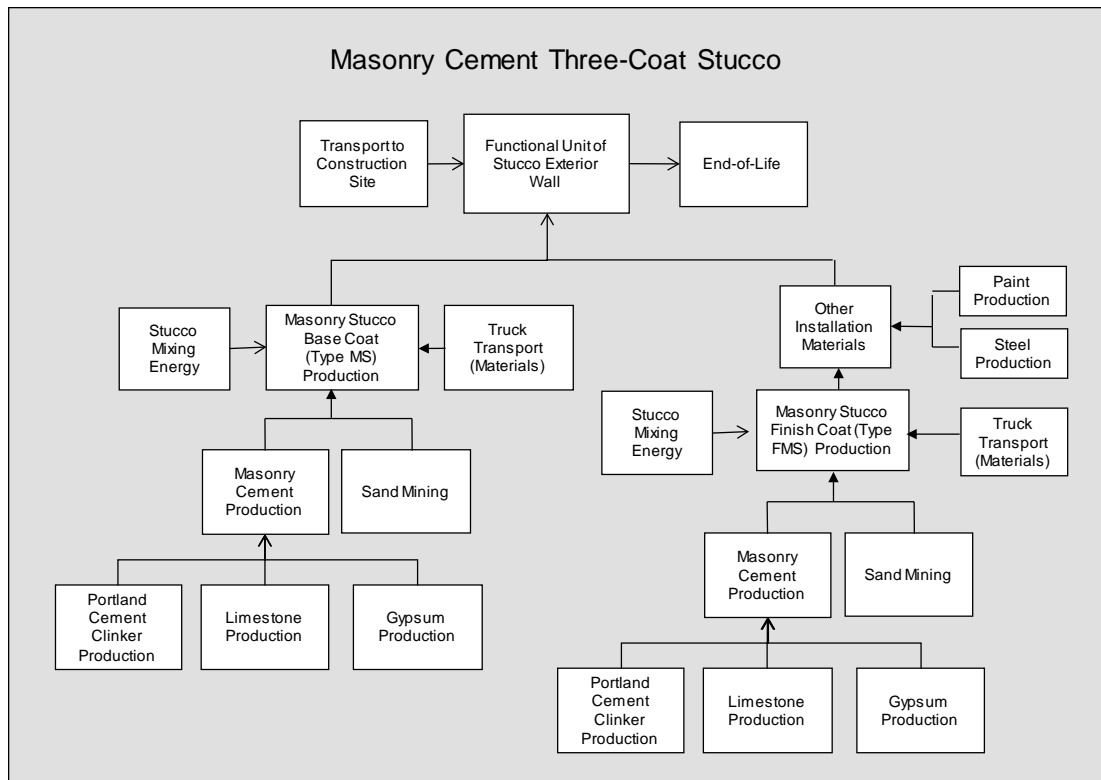 Masonry Cement Three-Coat Stucco
Transport to
Construction
Site
Functional Unit of
Stucco Exterior
Wall
End-of-Life
Stucco
Mixing
Energy
Masonry Stucco
Base Coat
(Type MS)
Production
Truck
Transport
(Materials)
Other
Installation
Materials
Paint
Production
Steel
Production
Stucco
Mixing
Energy
Masonry Stucco
Finish Coat (Type
FMS) Production
Truck
Transport
(Materials)
Masonry
Cement
Production
Sand Mining
Masonry
Cement
Production
Sand Mining
Portland
Cement
Clinker
Production
Limestone
Production
Gypsum
Production
Portland
Cement
Clinker
Production
Limestone
Production
Gypsum
Production